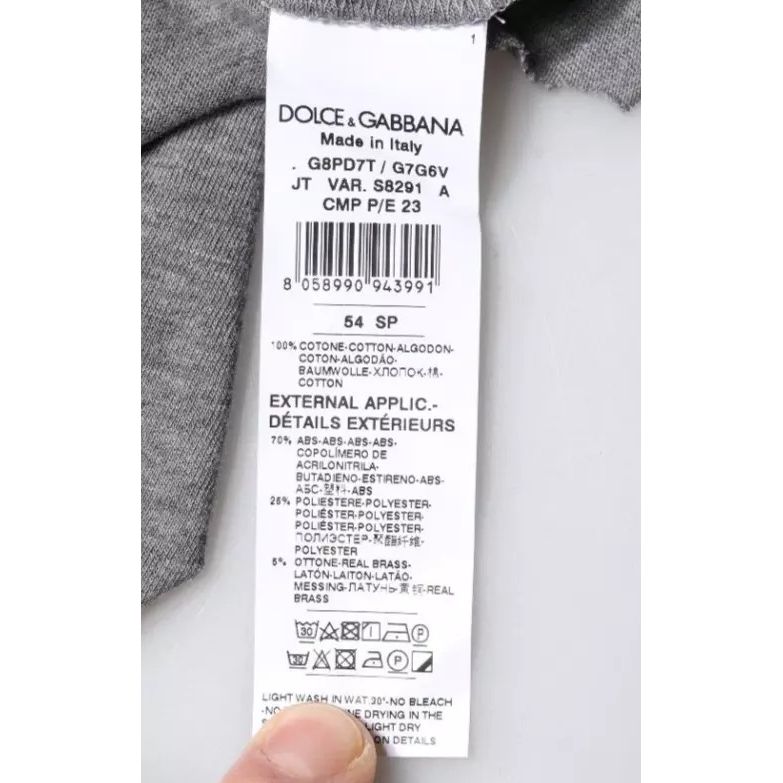 1
DOLCE & GABBANA
Made in Italy
. G8PD7T / G7G6V
JT VAR. S8291 A
CMP P/E 23
8 058990 943991
54 SP
100% COTONE-COTTON-ALGODON-
COTON-ALGODÃO-
BAUMWOLLE-ХЛОПОК-棉-
COTTON
EXTERNAL APPLIC.-
DÉTAILS EXTÉRIEURS
70% ABS-ABS-ABS-ABS-
COPOLÍMERO DE
ACRILONITRILA-
BUTADIENO-ESTIRENO-ABS-
АБС-塑料-ABS
25% POLIESTERE-POLYESTER-
POLIÉSTER-POLYESTER-
POLIÉSTER-POLYESTER-
ПОЛИЭСТЕР-聚酯纤维-
POLYESTER
5% OTTONE-REAL BRASS-
LATÓN-LAITON-LATÃO-
MESSING-ЛАТУНЬ-黄铜-REAL
BRASS
30 P
30 P
LIGHT WASH IN WAT.30°-NO BLEACH
DRYING IN THE
LIGHT DRY
ON DETAILS